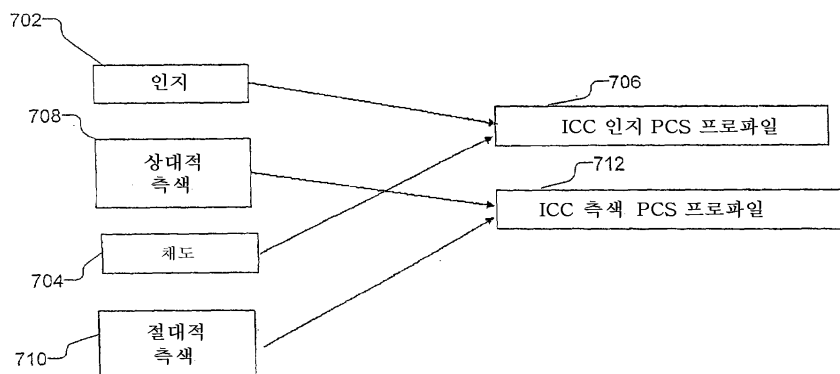 702
인지
706
ICC 인지 PCS 프로파일
708
상대적
측색
712
ICC 측색 PCS 프로파일
채도
704
절대적
측색
710